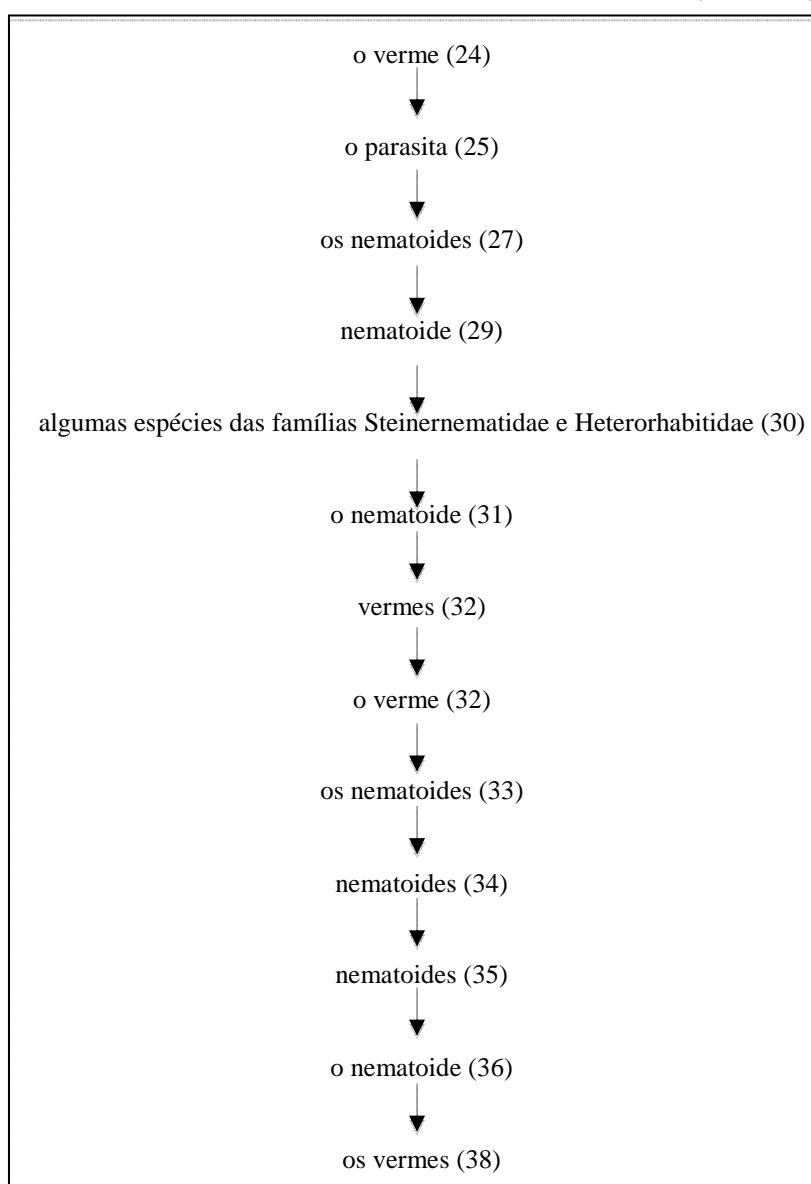 o verme (24)
o parasita (25)
os nematoides (27)
nematoide (29)
algumas espécies das famílias Steinernematidae e Heterorhabitidae (30)
o nematoide (31)
vermes (32)
o verme (32)
os nematoides (33)
nematoides (34)
nematoides (35)
o nematoide (36)
os vermes (38)